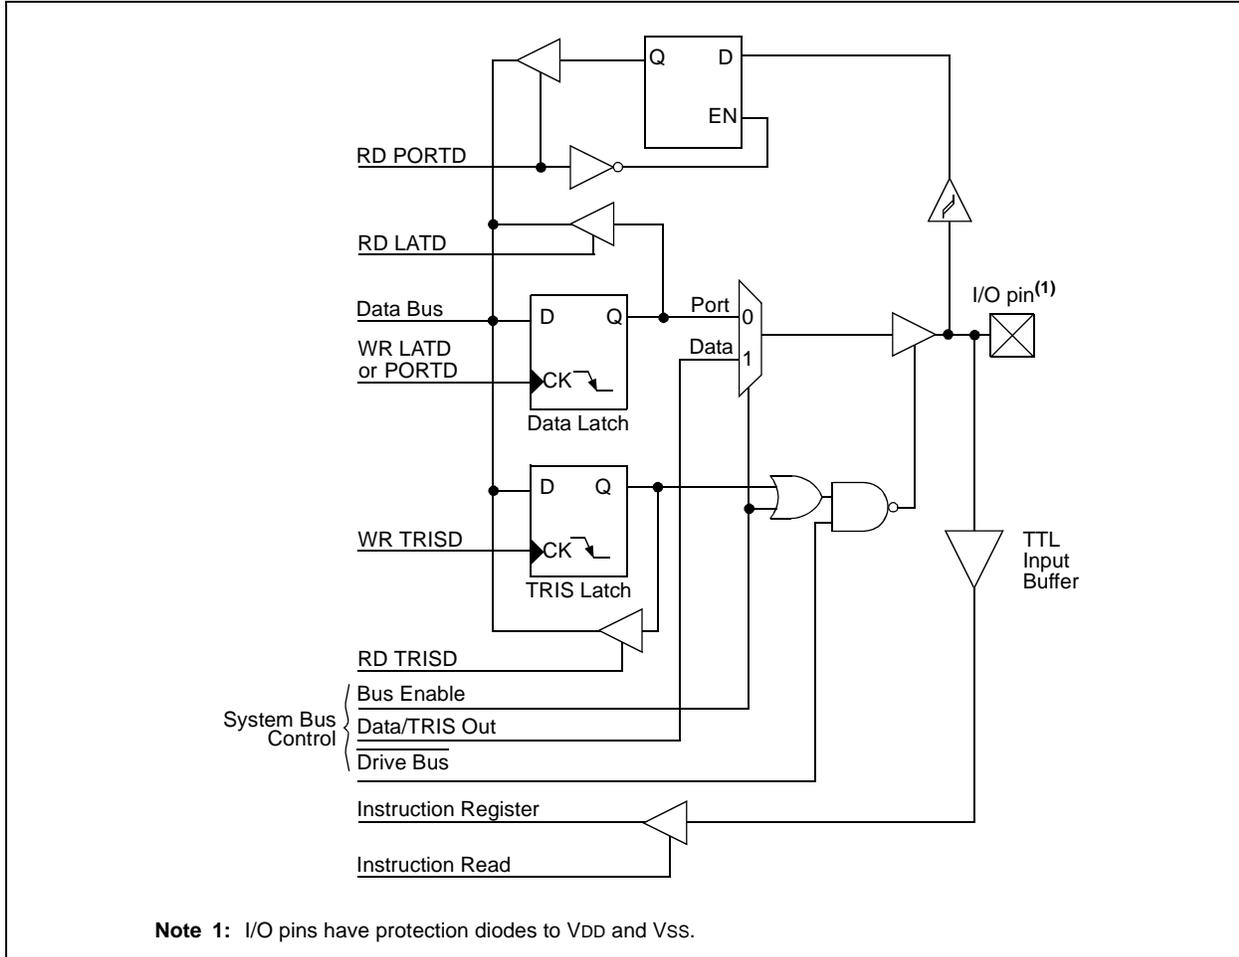 Q D
EN
RD PORTD
RD LATD
I/O pin(1)
Data Bus
D Q
Port
0
WR LATD
or PORTD
Data
1
CK
Data Latch
D Q
WR TRISD
CK
TTL
Input
Buffer
TRIS Latch
RD TRISD
Bus Enable
System Bus
Control
Data/TRIS Out
Drive Bus
Instruction Register
Instruction Read
Note 1: I/O pins have protection diodes to VDD and VSS.